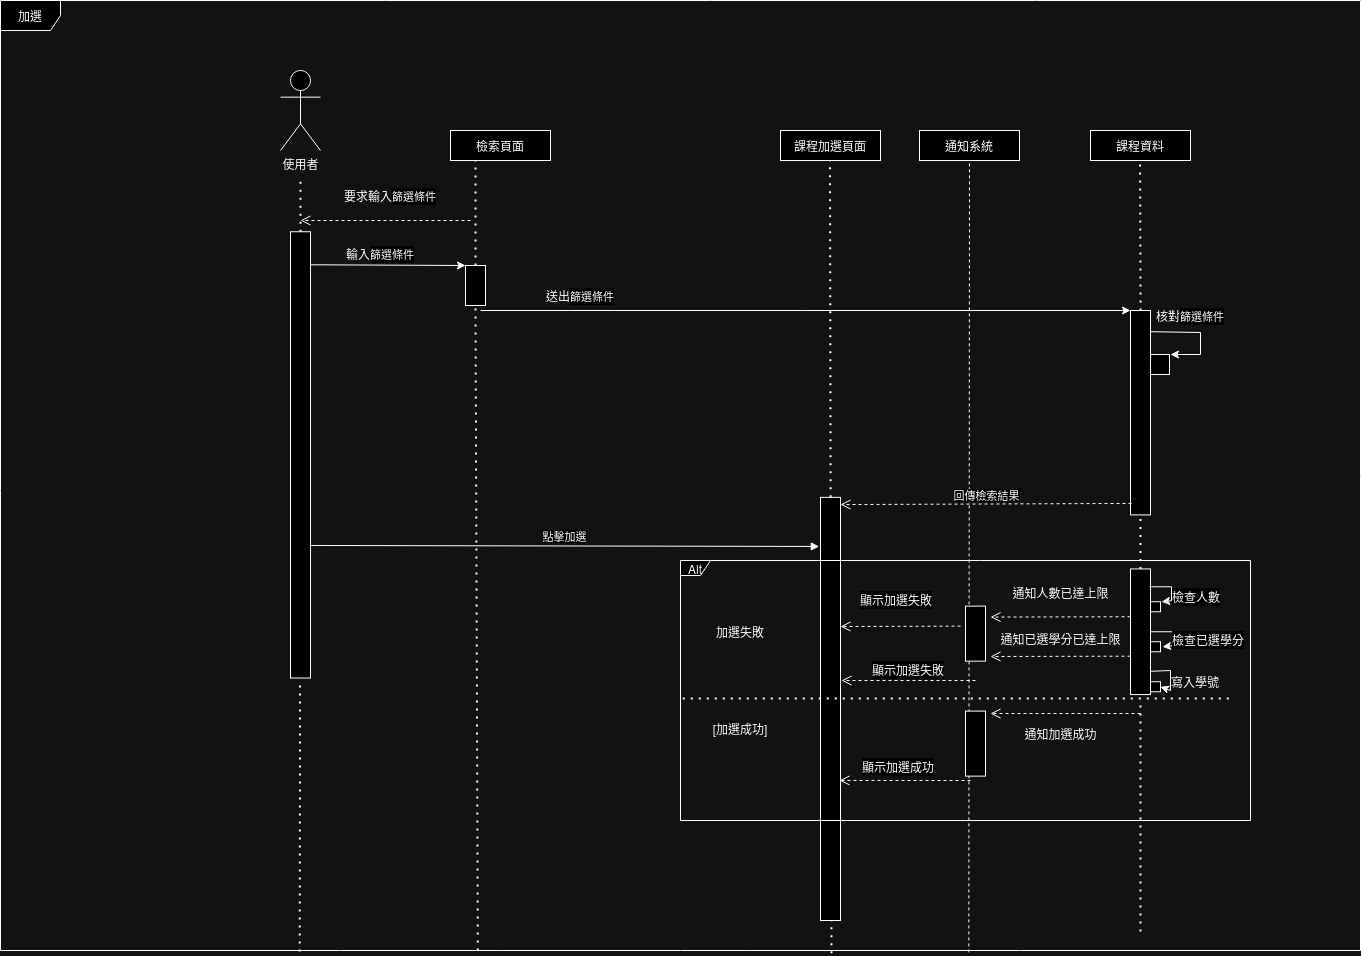 加選
使用者
檢索頁面
課程加選頁面
通知系統
課程資料
要求輸入篩選條件
輸入篩選條件
送出篩選條件
核對篩選條件
回傳檢索結果
點擊加選
Alt
通知人數已達上限
檢查人數
顯示加選失敗
加選失敗
通知已選學分已達上限
檢查已選學分
顯示加選失敗
寫入學號
[加選成功]
通知加選成功
顯示加選成功